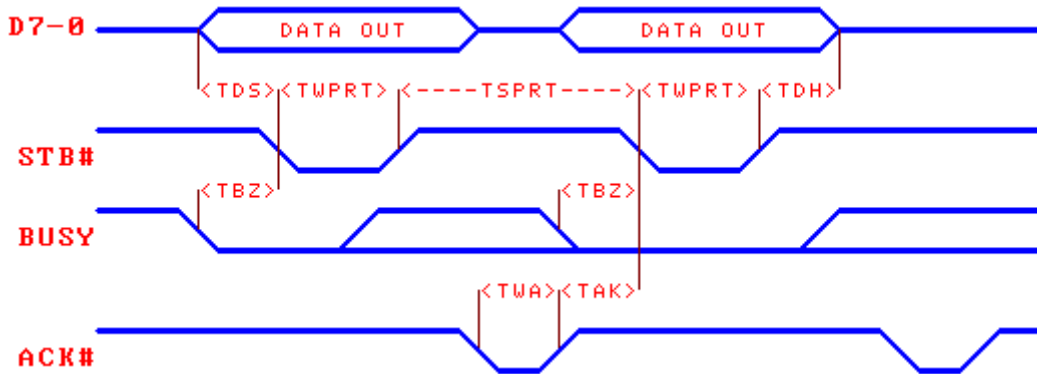 D7-0 DATA OUT DATA OUT
<TDS> <TWPRT> <----TSPRT----> <TWPRT> <TDH>
STB#
<TBZ> <TBZ>
BUSY
<TWA> <TAK>
ACK#